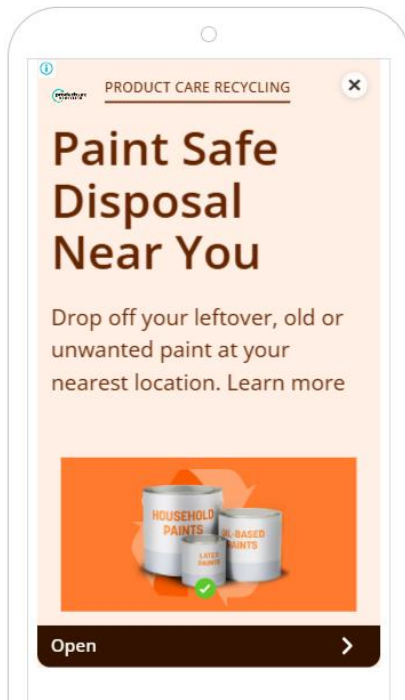 PRODUCT CARE RECYCLING
Paint Safe
Disposal
Near You
Drop off your leftover, old or
unwanted paint at your
nearest location. Learn more
HOUSEHOLD
PAINTS
OIL-BASED
PAINTS
LATEX
PAINTS
Open